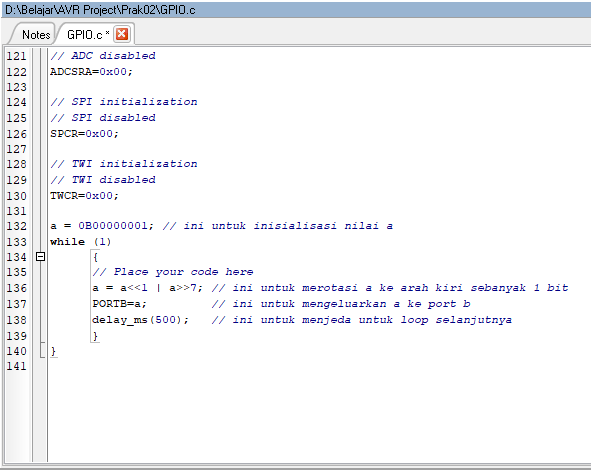 D:\Belajar\AVR Project\Prak02\GPIO.c
Notes GPIO.c *
121 // ADC disabled
122 ADCSRA=0x00;
123
124 // SPI initialization
125 // SPI disabled
126 SPCR=0x00;
127
128 // TWI initialization
129 // TWI disabled
130 TWCR=0x00;
131
132 a = 0B00000001; // ini untuk inisialisasi nilai a
133 while (1)
134 {
135 // Place your code here
136 a = a<<1 | a>>7; // ini untuk merotasi a ke arah kiri sebanyak 1 bit
137 PORTB=a; // ini untuk mengeluarkan a ke port b
138 delay_ms(500); // ini untuk menjeda untuk loop selanjutnya
139 }
140 }
141